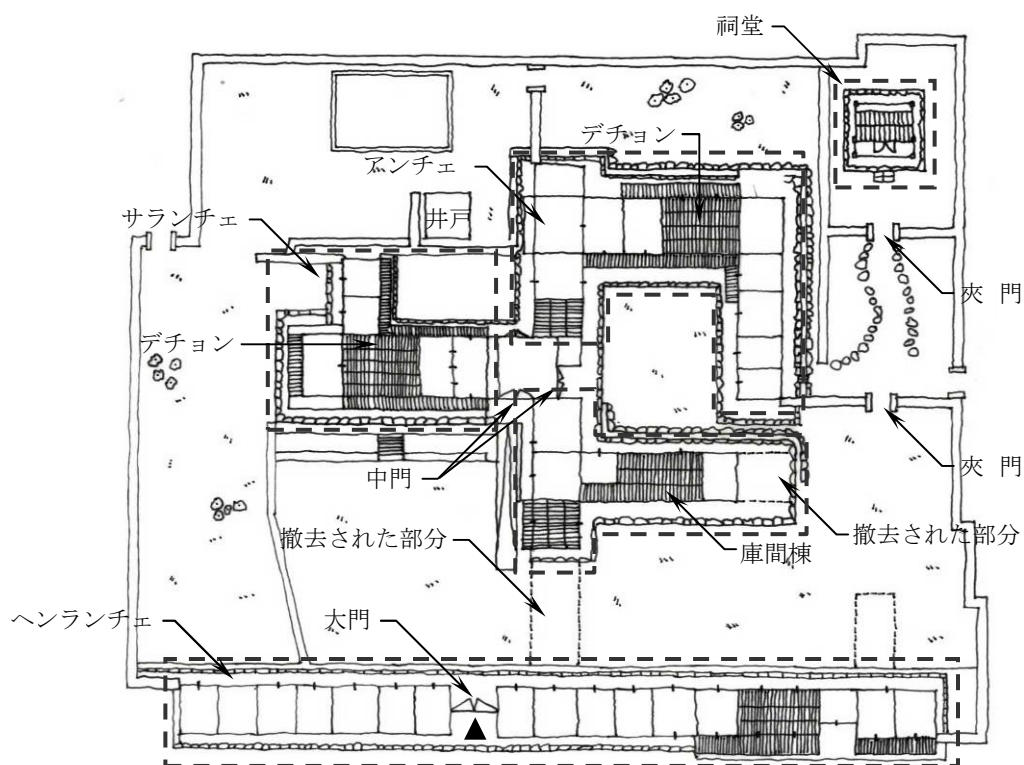 祠堂
デチョン
アンチェ
サランチェ
井戸
夾 門
デチョン
中門
夾 門
撤去された部分
撤去された部分
庫間棟
ヘンランチェ
大門